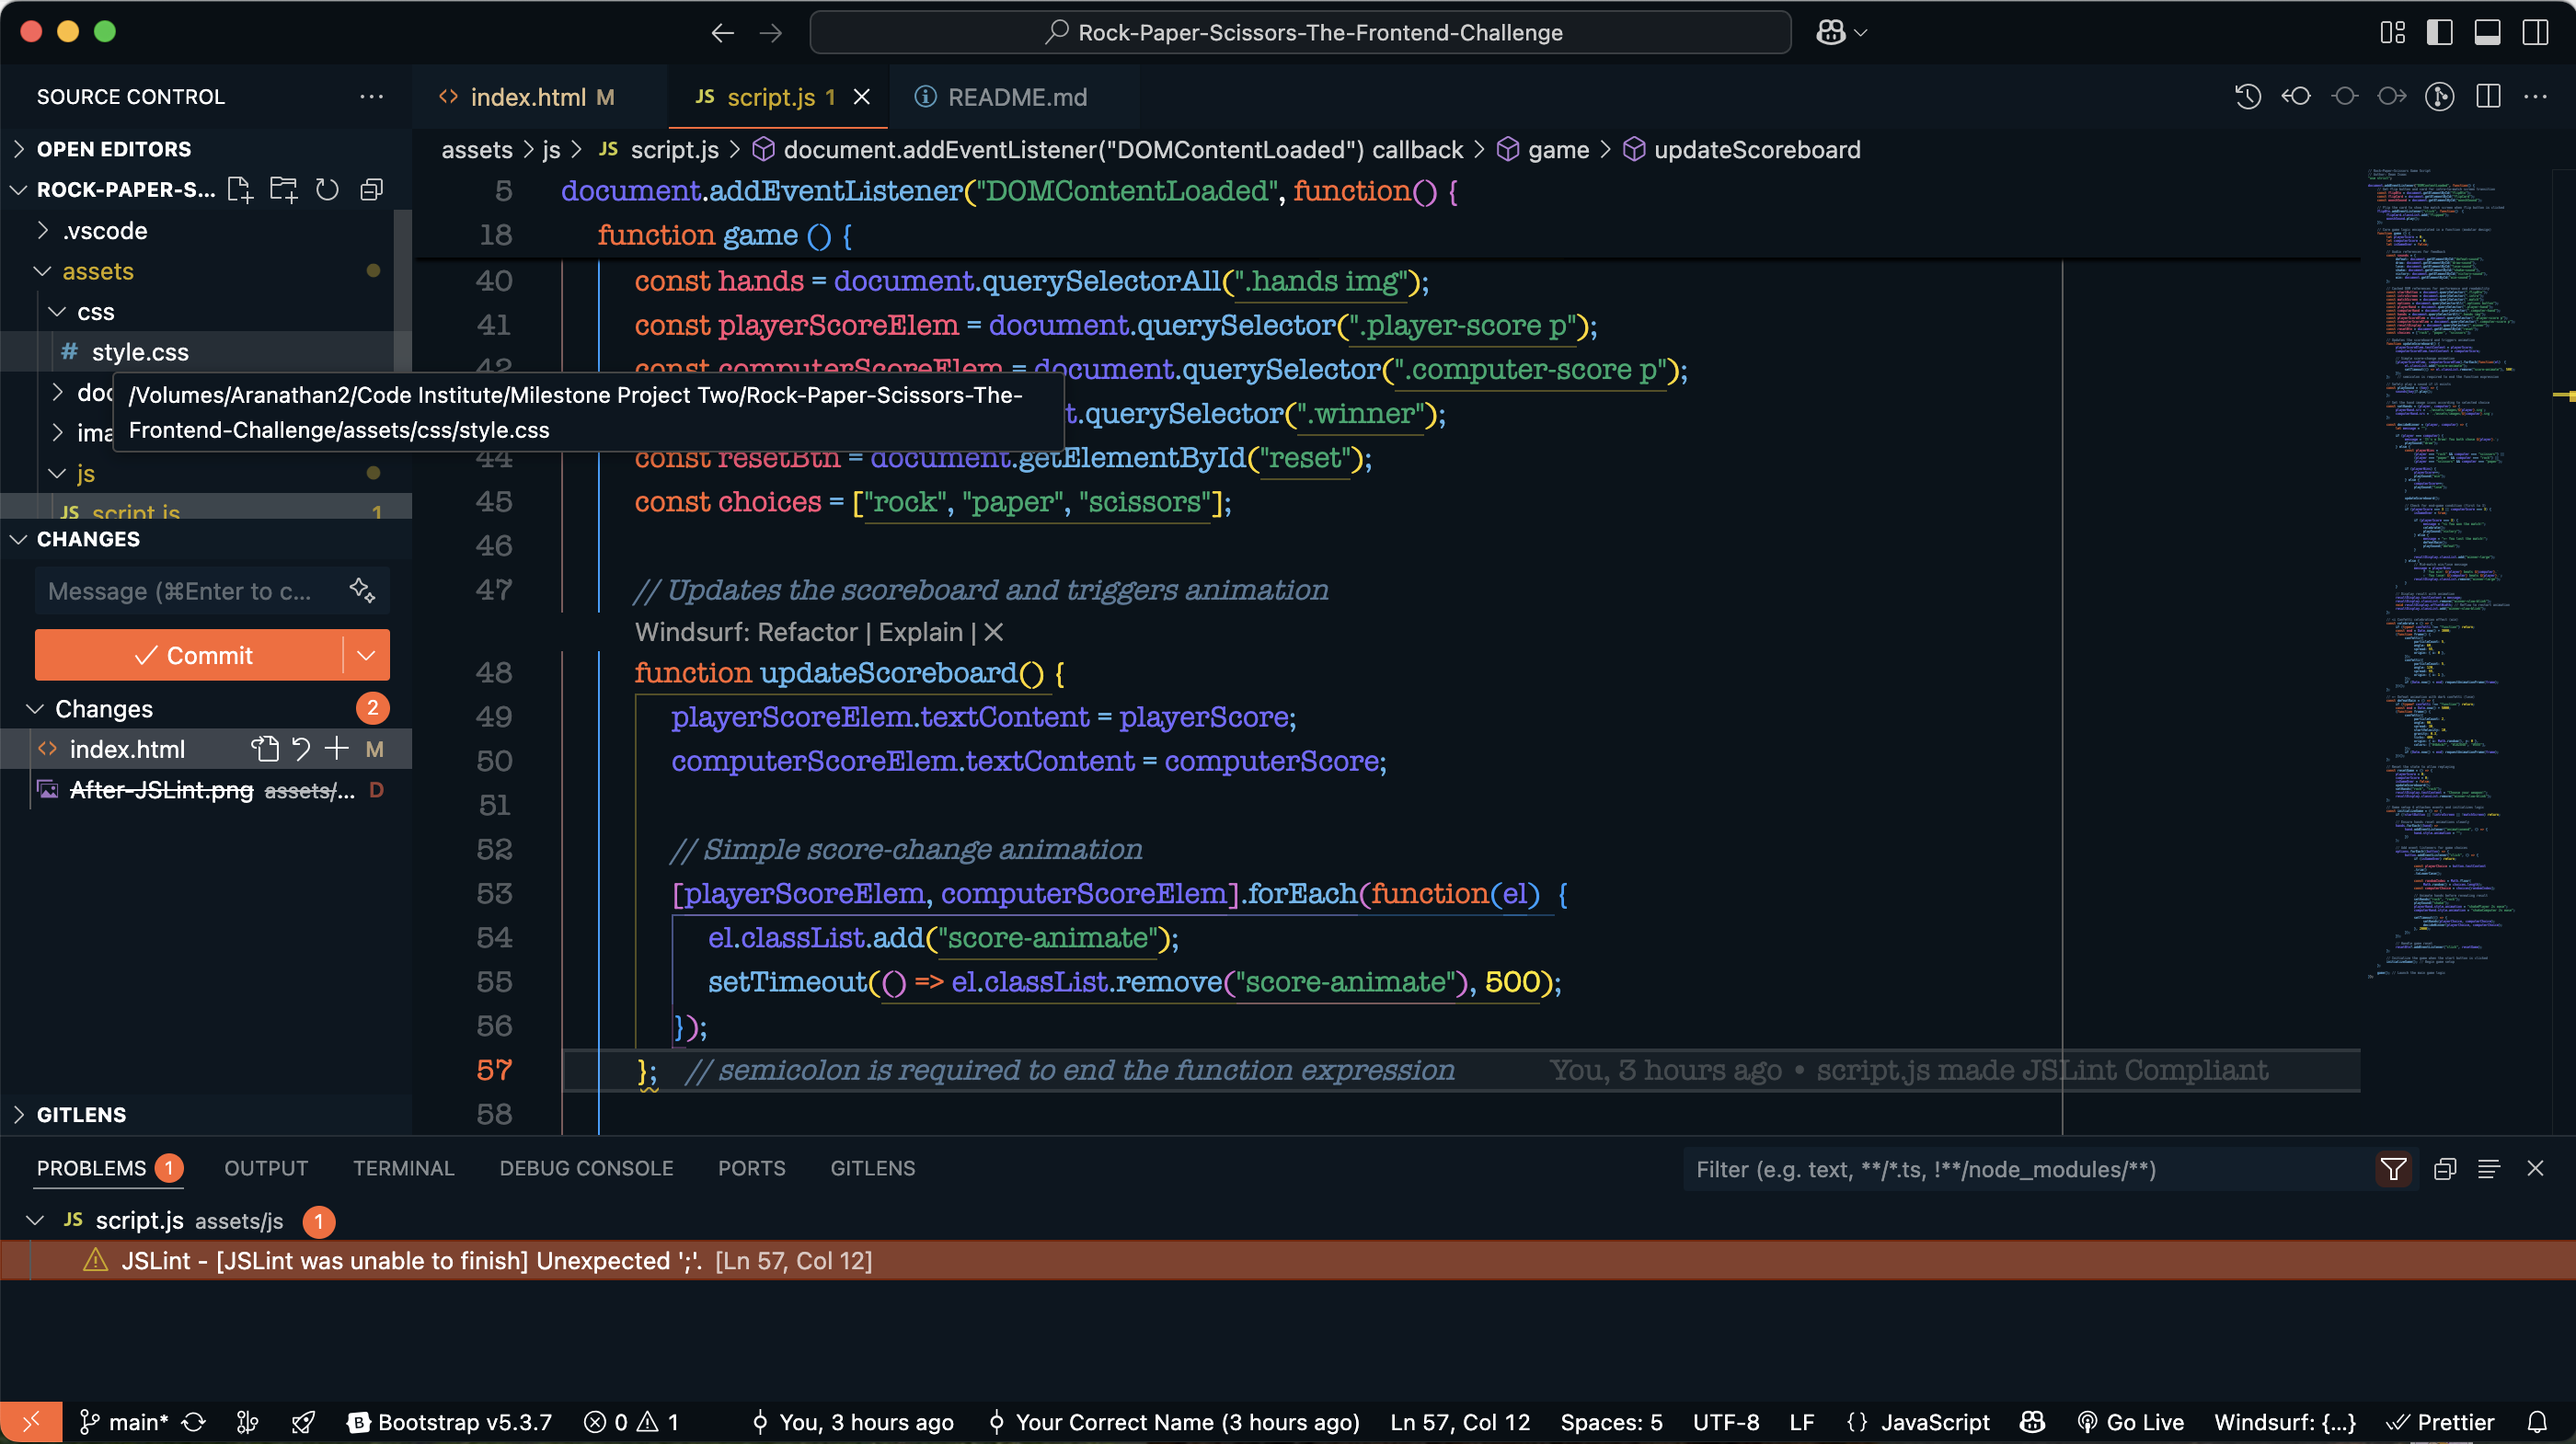 Rock-Paper-Scissors-The-Frontend-Challenge
SOURCE CONTROL
index.html M
JS script.js 1
README.md
OPEN EDITORS
ROCK-PAPER-S...
.vscode
assets
css
# style.css
doc
/Volumes/Aranathan2/Code Institute/Milestone Project Two/Rock-Paper-Scissors-The-
Frontend-Challenge/assets/css/style.css
ima
js
JS script.js 1
CHANGES
Message (⌘Enter to c...
Commit
Changes 2
index.html M
After-JSLint.png assets/... D
GITLENS
assets > js > JS script.js > document.addEventListener("DOMContentLoaded") callback > game > updateScoreboard
5 document.addEventListener("DOMContentLoaded", function() {
18 function game () {
40 const hands = document.querySelectorAll(".hands img");
41 const playerScoreElem = document.querySelector(".player-score p");
42 const computerScoreElem = document.querySelector(".computer-score p");
t.querySelector(".winner");
44 const resetBtn = document.getElementById("reset");
45 const choices = ["rock", "paper", "scissors"];
46
47 // Updates the scoreboard and triggers animation
Windsurf: Refactor | Explain | ×
48 function updateScoreboard() {
49 playerScoreElem.textContent = playerScore;
50 computerScoreElem.textContent = computerScore;
51
52 // Simple score-change animation
53 [playerScoreElem, computerScoreElem].forEach(function(el) {
54 el.classList.add("score-animate");
55 setTimeout(() => el.classList.remove("score-animate"), 500);
56 });
57 }; // semicolon is required to end the function expression You, 3 hours ago • script.js made JSLint Compliant
58
PROBLEMS 1 OUTPUT TERMINAL DEBUG CONSOLE PORTS GITLENS
Filter (e.g. text, **/*.ts, !**/node_modules/**)
JS script.js assets/js 1
JSLint - [JSLint was unable to finish] Unexpected ';'. [Ln 57, Col 12]
main* Bootstrap v5.3.7 0 1 You, 3 hours ago Your Correct Name (3 hours ago) Ln 57, Col 12 Spaces: 5 UTF-8 LF {} JavaScript Go Live Windsurf: {...} Prettier